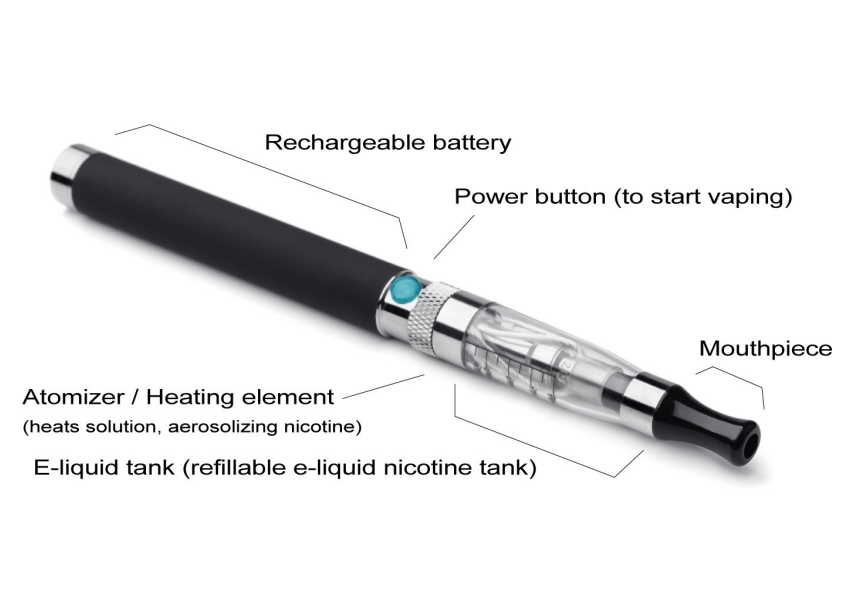 Rechargeable battery
Power button (to start vaping)
Mouthpiece
Atomizer / Heating element
(heats solution, aerosolizing nicotine)
E-liquid tank (refillable e-liquid nicotine tank)